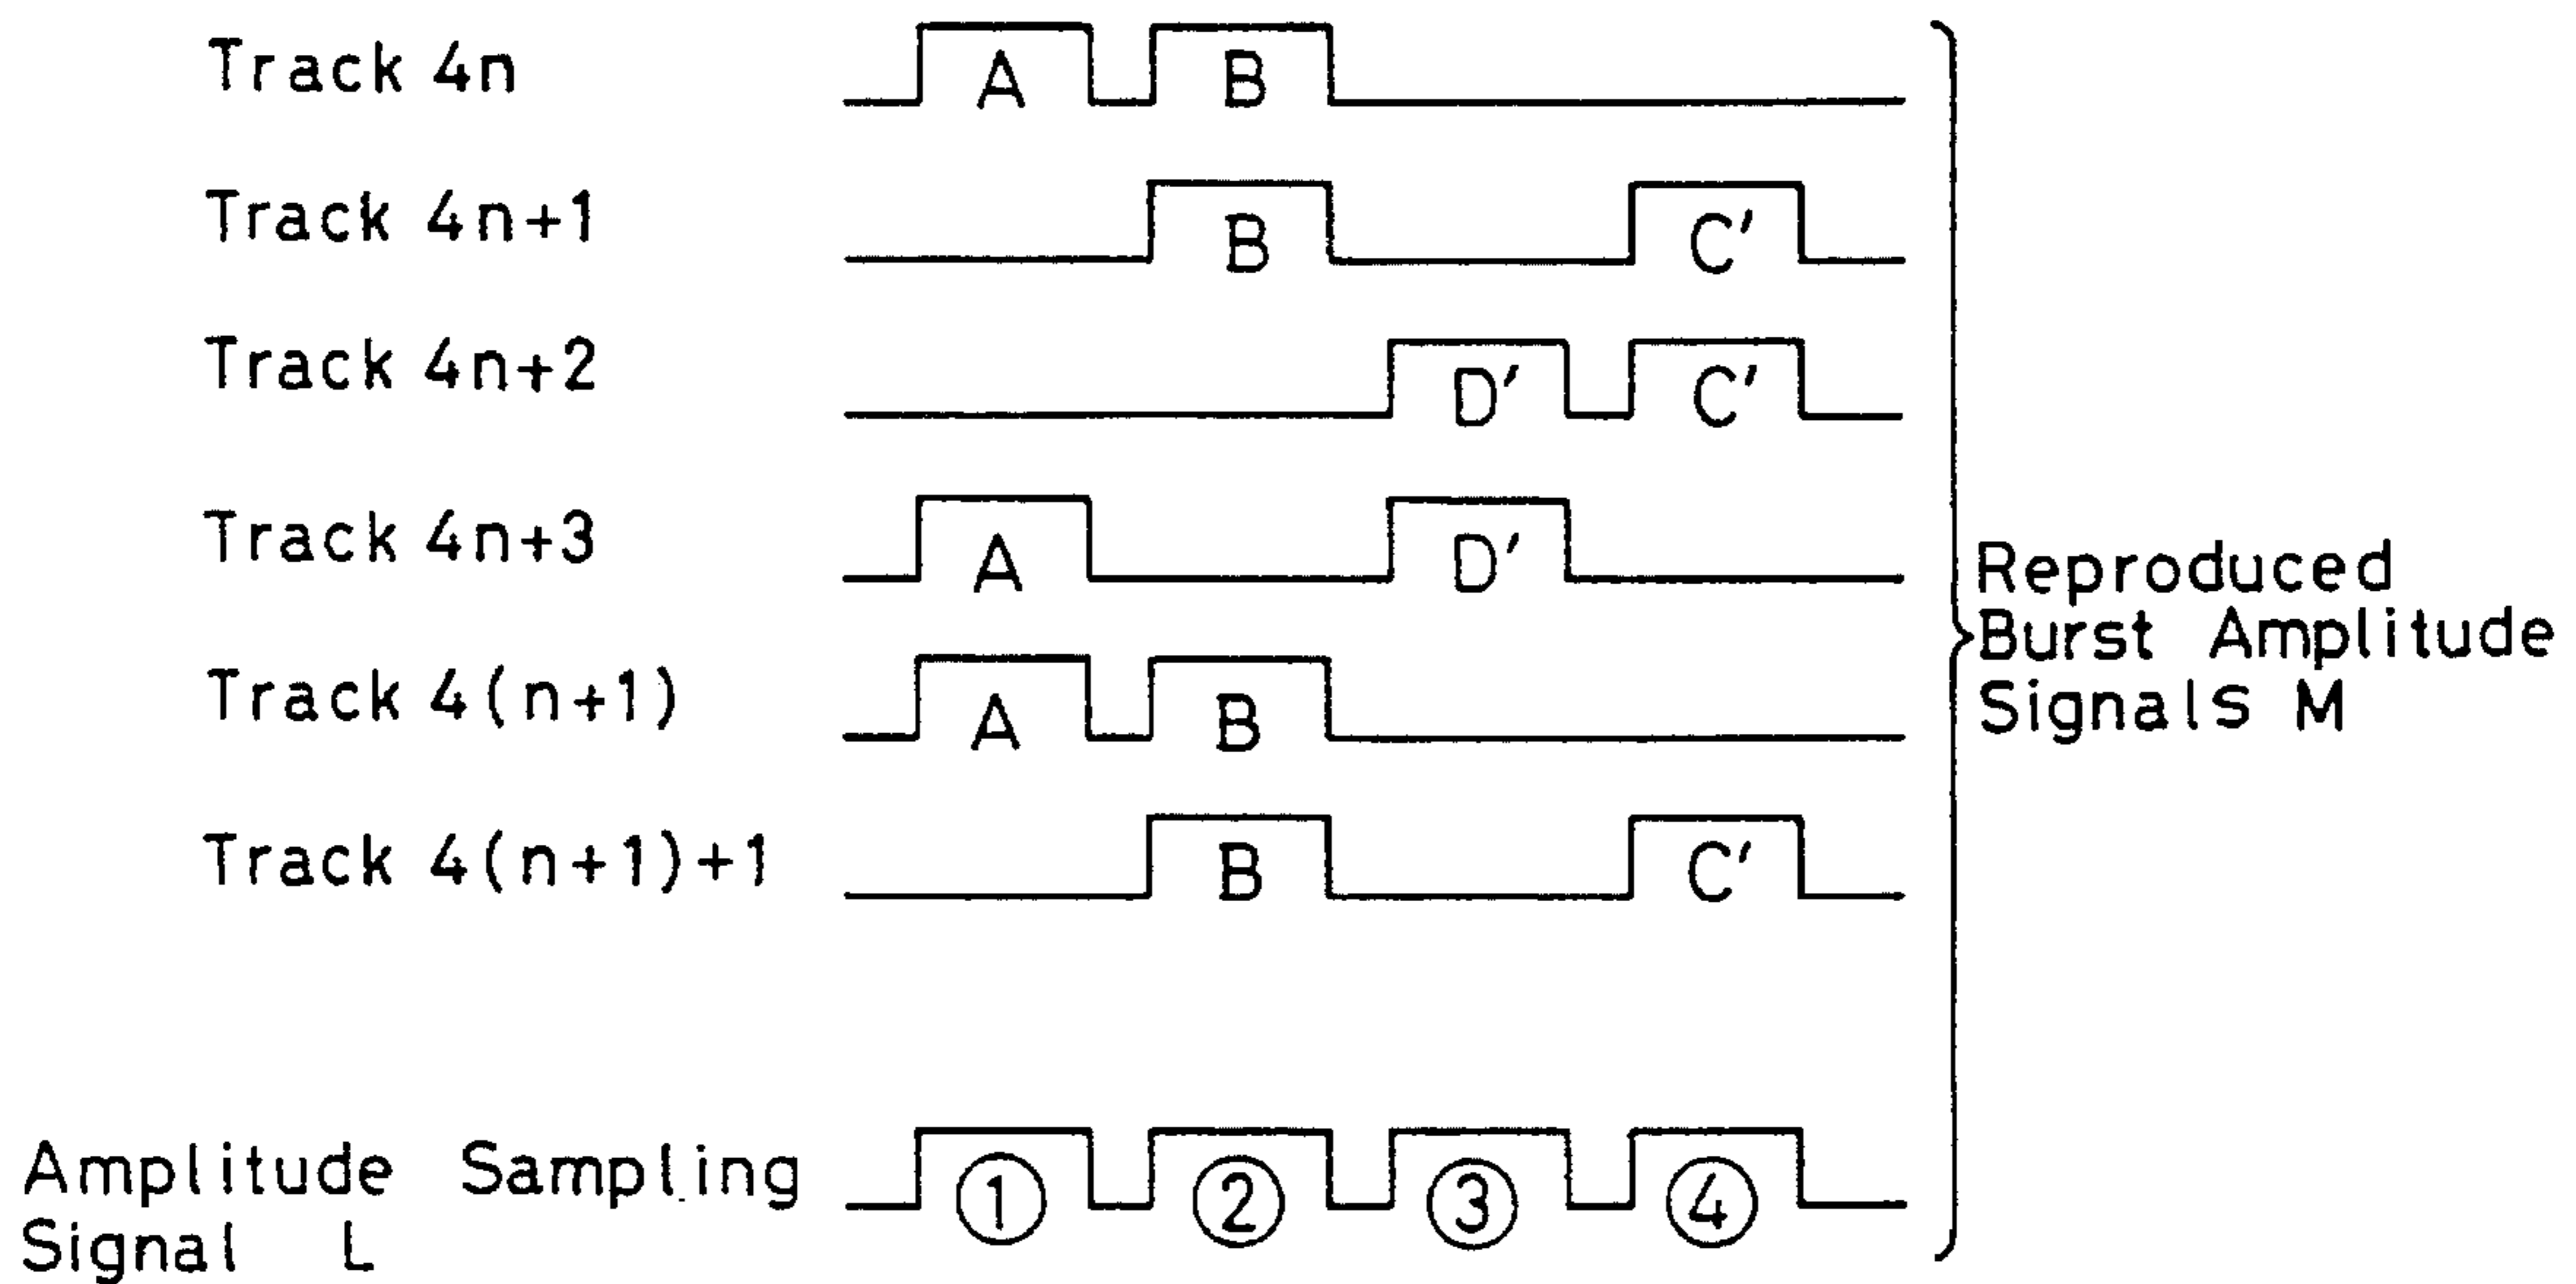 Track 4n A B
Track 4n+1 B C'
Track 4n+2 D' C'
Track 4n+3 A D'
Track 4(n+1) A B
Track 4(n+1)+1 B C'
Reproduced
Burst Amplitude
Signals M
Amplitude Sampling
Signal L
① ② ③ ④